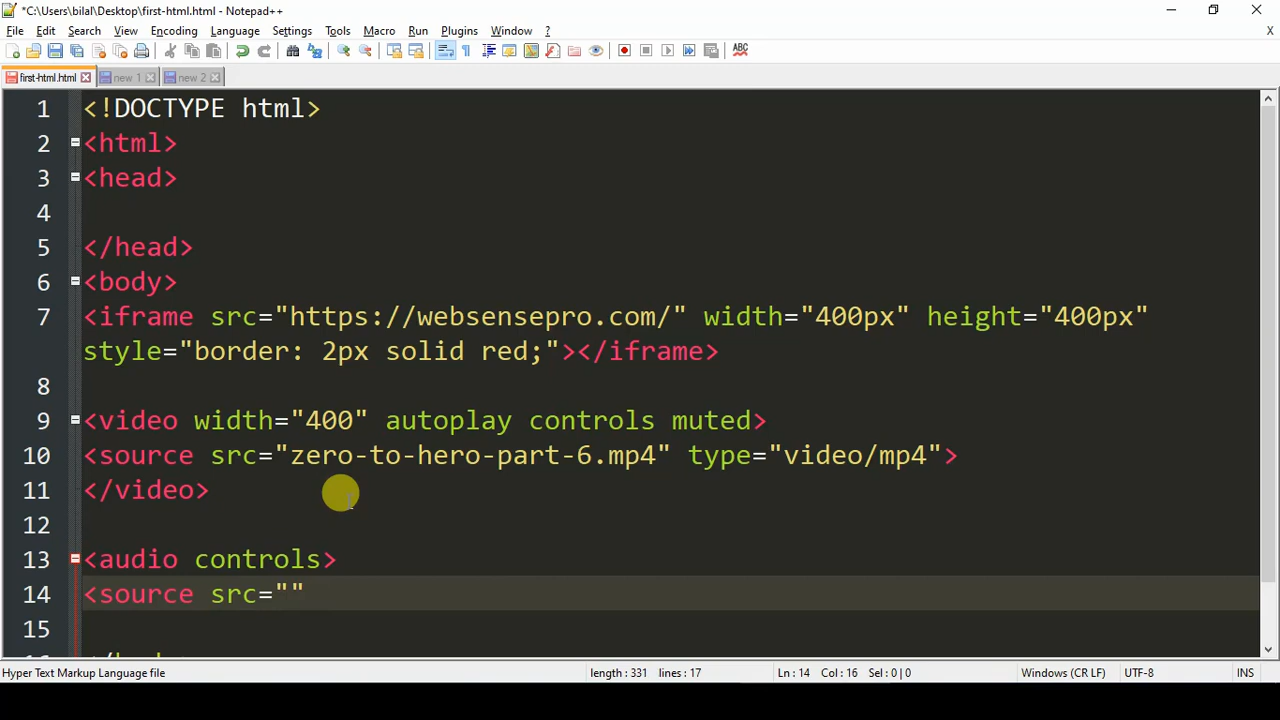 *C:\Users\bilal\Desktop\first-html.html - Notepad++
File Edit Search View Encoding Language Settings Tools Macro Run Plugins Window ? X
first-html.html new 1 new 2
1 <!DOCTYPE html>
2 <html>
3 <head>
4
5 </head>
6 <body>
7 <iframe src="https://websensepro.com/" width="400px" height="400px"
style="border: 2px solid red;"></iframe>
8
9 <video width="400" autoplay controls muted>
10 <source src="zero-to-hero-part-6.mp4" type="video/mp4">
11 </video>
12
13 <audio controls>
14 <source src=""
15
Hyper Text Markup Language file length : 331 lines : 17 Ln : 14 Col : 16 Sel : 0 | 0 Windows (CR LF) UTF-8 INS